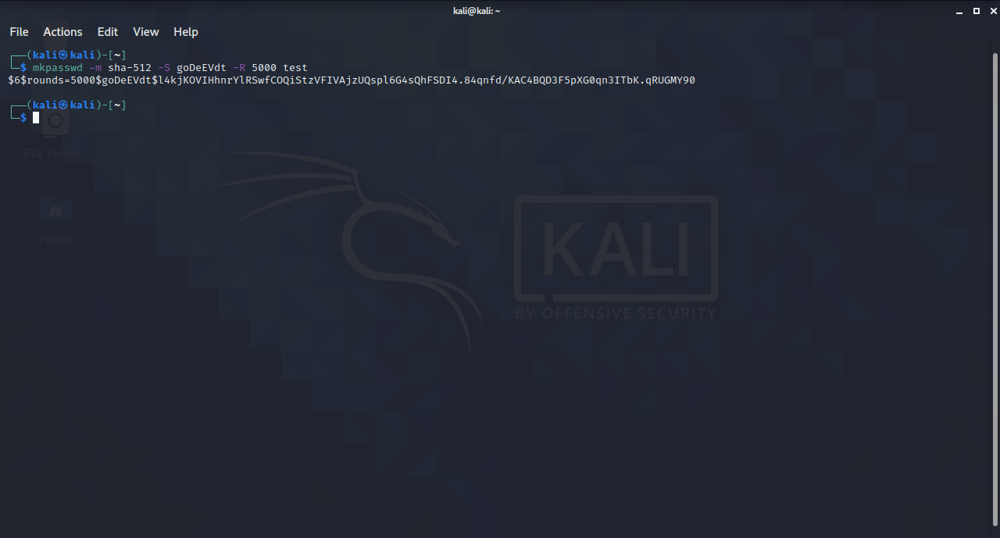 kali@kali: ~
File Actions Edit View Help
┌──(kali㉿kali)-[~]
└─$ mkpasswd -m sha-512 -S goDeEVdt -R 5000 test
$6$rounds=5000$goDeEVdt$l4kjKOVIHhnrYlRSwfCOQiStzVFIVAjzUQspl6G4sQhFSDI4.84qnfd/KAC4BQD3F5pXG0qn3ITbK.qRUGMY90
┌──(kali㉿kali)-[~]
└─$
File System
Home
KALI
BY OFFENSIVE SECURITY